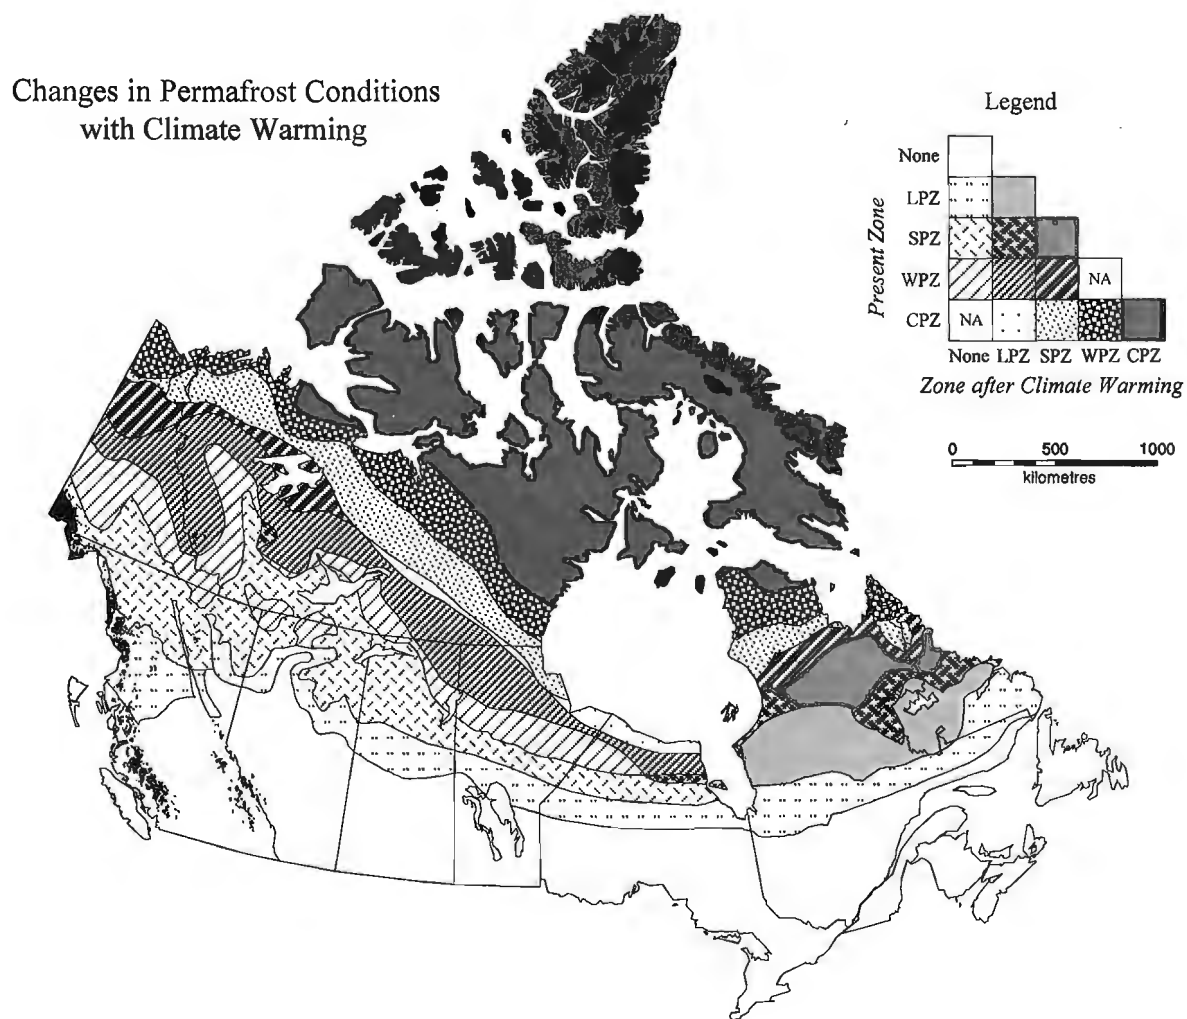 Changes in Permafrost Conditions
with Climate Warming
Legend
None
LPZ
SPZ
WPZ
NA
CPZ
NA
None LPZ SPZ WPZ CPZ
Present Zone
Zone after Climate Warming
0 500 1000
kilometres